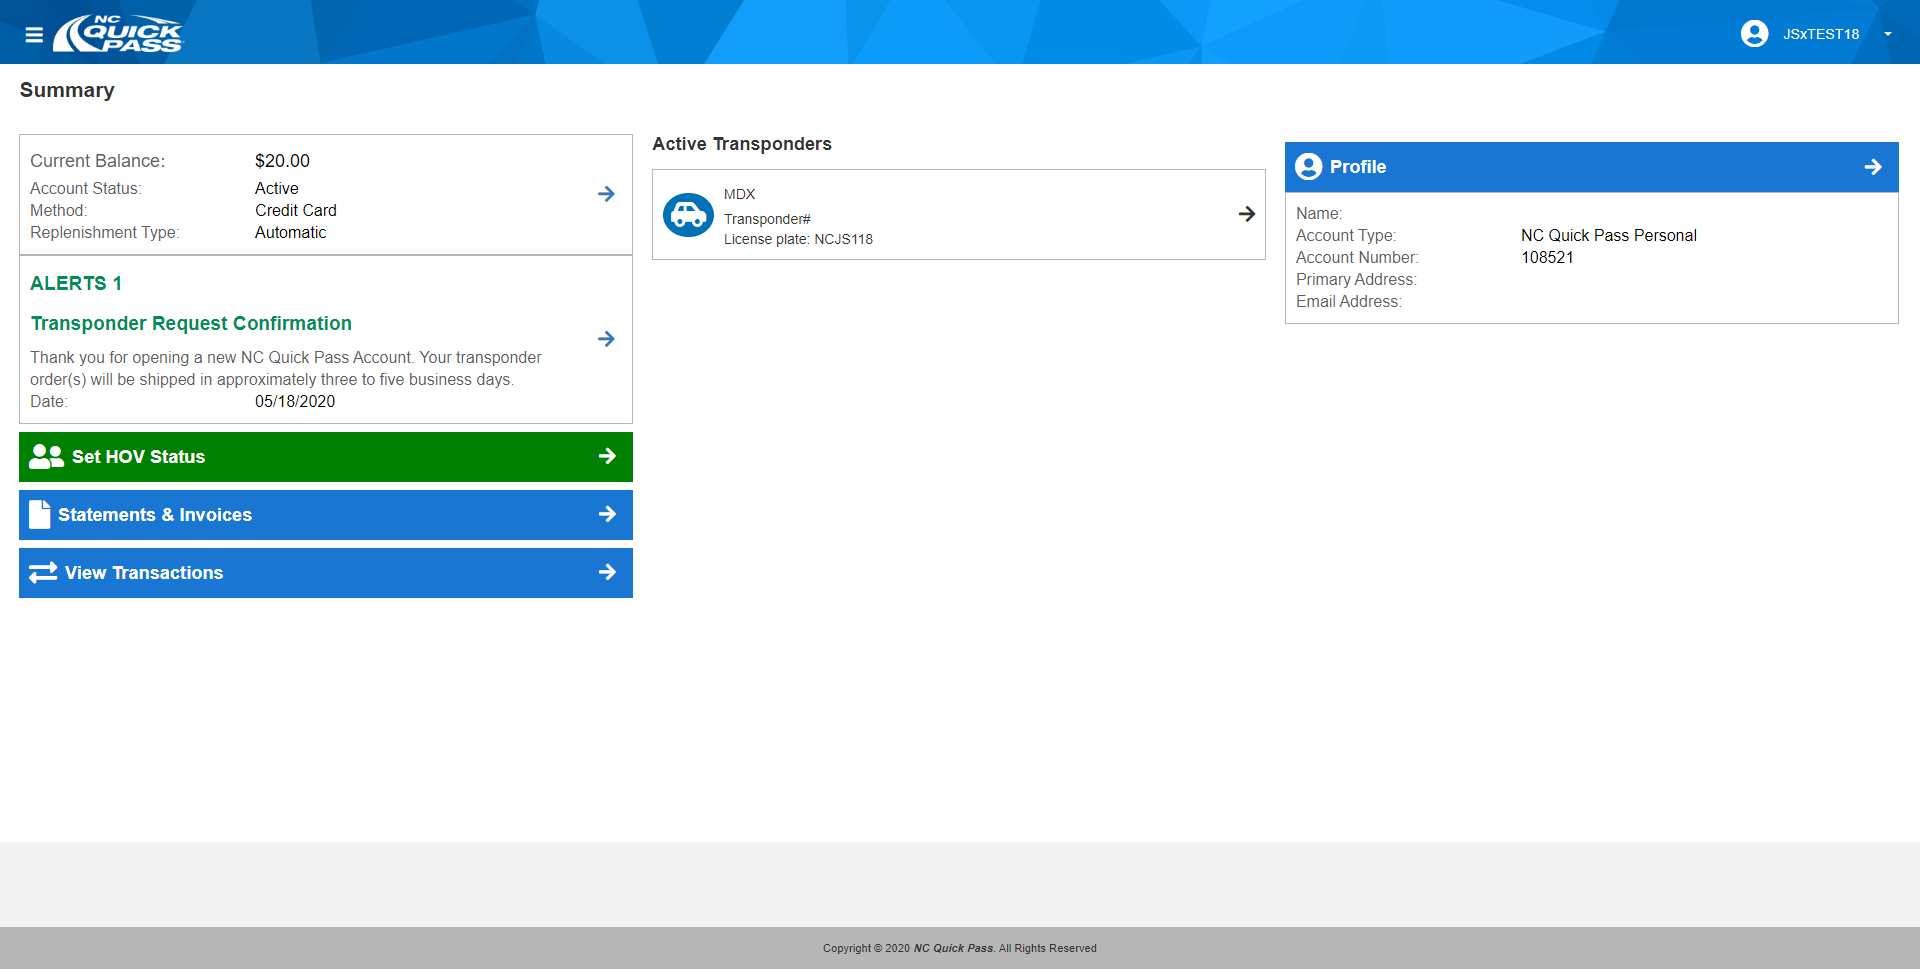 NC
QUICK
PASS
JSxTEST18
Summary
Current Balance: $20.00
Account Status: Active
Method: Credit Card
Replenishment Type: Automatic
ALERTS 1
Transponder Request Confirmation
Thank you for opening a new NC Quick Pass Account. Your transponder
order(s) will be shipped in approximately three to five business days.
Date: 05/18/2020
Set HOV Status
Statements & Invoices
View Transactions
Active Transponders
MDX
Transponder#
License plate: NCJS118
Profile
Name:
Account Type: NC Quick Pass Personal
Account Number: 108521
Primary Address:
Email Address:
Copyright © 2020 NC Quick Pass. All Rights Reserved